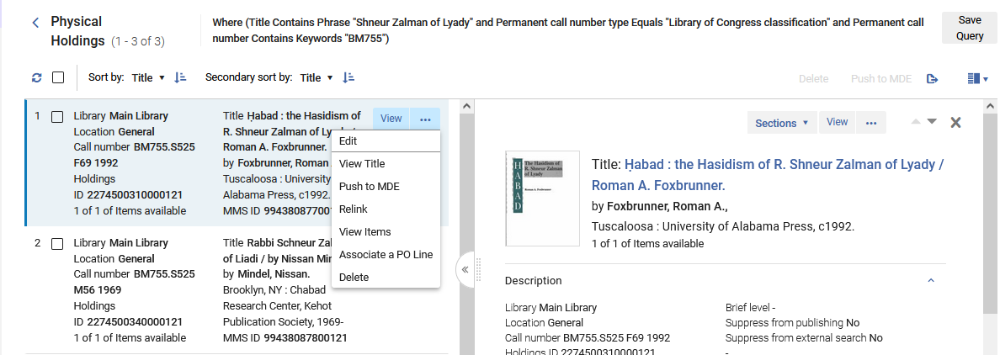 Physical Holdings (1 - 3 of 3)
Where (Title Contains Phrase "Shneur Zalman of Lyady" and Permanent call number type Equals "Library of Congress classification" and Permanent call
number Contains Keywords "BM755")
Save
Query
Sort by: Title
Secondary sort by: Title
Delete
Push to MDE
1
Library Main Library
Location General
Call number BM755.S525
F69 1992
Holdings
ID 2274500310000121
1 of 1 of Items available
Title Ḥabad : the Hasidism of
R. Shneur Zalman of Lyady /
Roman A. Foxbrunner.
by Foxbrunner, Roman
Tuscaloosa : University
Alabama Press, c1992.
MMS ID 99438087700
View
Edit
View Title
Push to MDE
Relink
View Items
Associate a PO Line
Delete
2
Library Main Library
Location General
Call number BM755.S525
M56 1969
Holdings
ID 2274500340000121
1 of 1 of Items available
Title Rabbi Schneur Zal
of Liadi / by Nissan Min
by Mindel, Nissan.
Brooklyn, NY : Chabad
Research Center, Kehot
Publication Society, 1969-
MMS ID 99438087800121
Sections
View
HABAD
The Hasidism of
R. Shneur Zalman
of Lyady
Roman A. Foxbrunner
Title: Ḥabad : the Hasidism of R. Shneur Zalman of Lyady /
Roman A. Foxbrunner.
by Foxbrunner, Roman A.,
Tuscaloosa : University of Alabama Press, c1992.
1 of 1 of Items available
Description
Library Main Library
Location General
Call number BM755.S525 F69 1992
Holdings ID 2274500310000121
Brief level -
Suppress from publishing No
Suppress from external search No
-